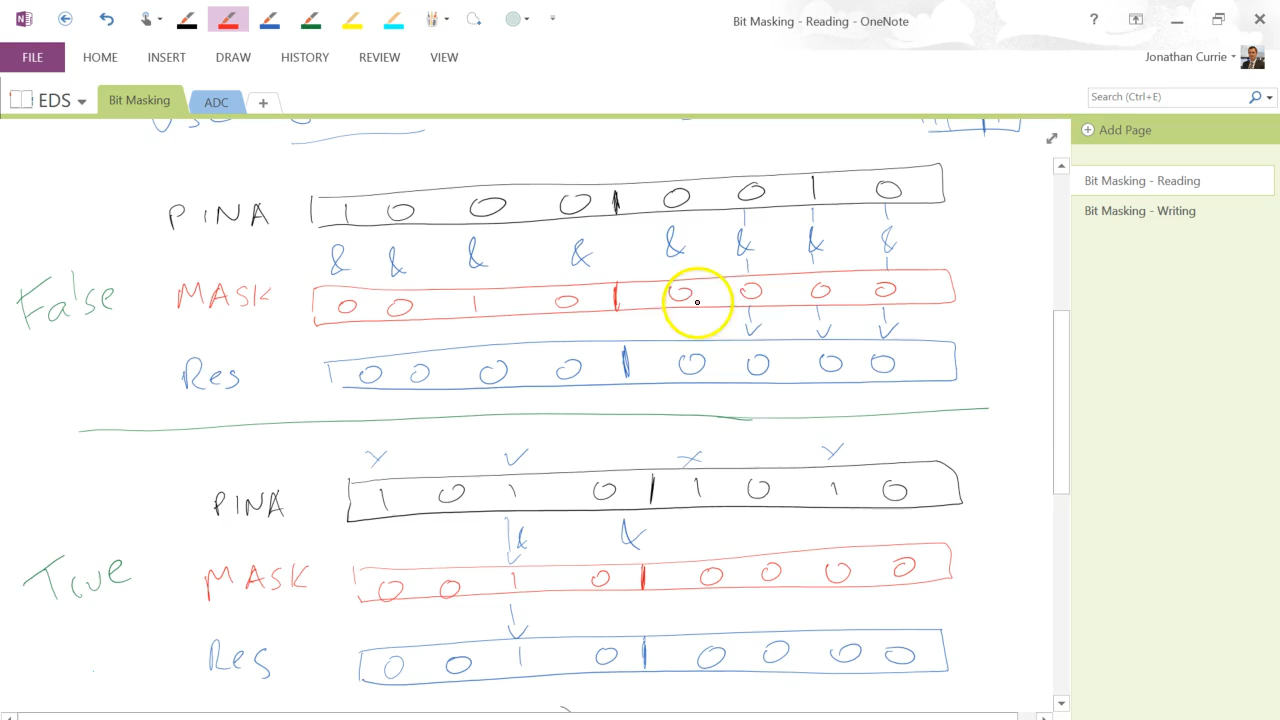 Bit Masking - Reading - OneNote
?
FILE HOME INSERT DRAW HISTORY REVIEW VIEW
Jonathan Currie
EDS Bit Masking ADC +
Search (Ctrl+E)
Add Page
Bit Masking - Reading
Bit Masking - Writing
PINA 1 0 0 0 | 0 0 1 0
& & & & & & & &
False
MASK 0 0 1 0 | 0 0 0 0
Res 0 0 0 0 | 0 0 0 0
x ✓ x x
PINA 1 0 1 0 | 1 0 1 0
& &
True
MASK 0 0 1 0 | 0 0 0 0
Res 0 0 1 0 | 0 0 0 0